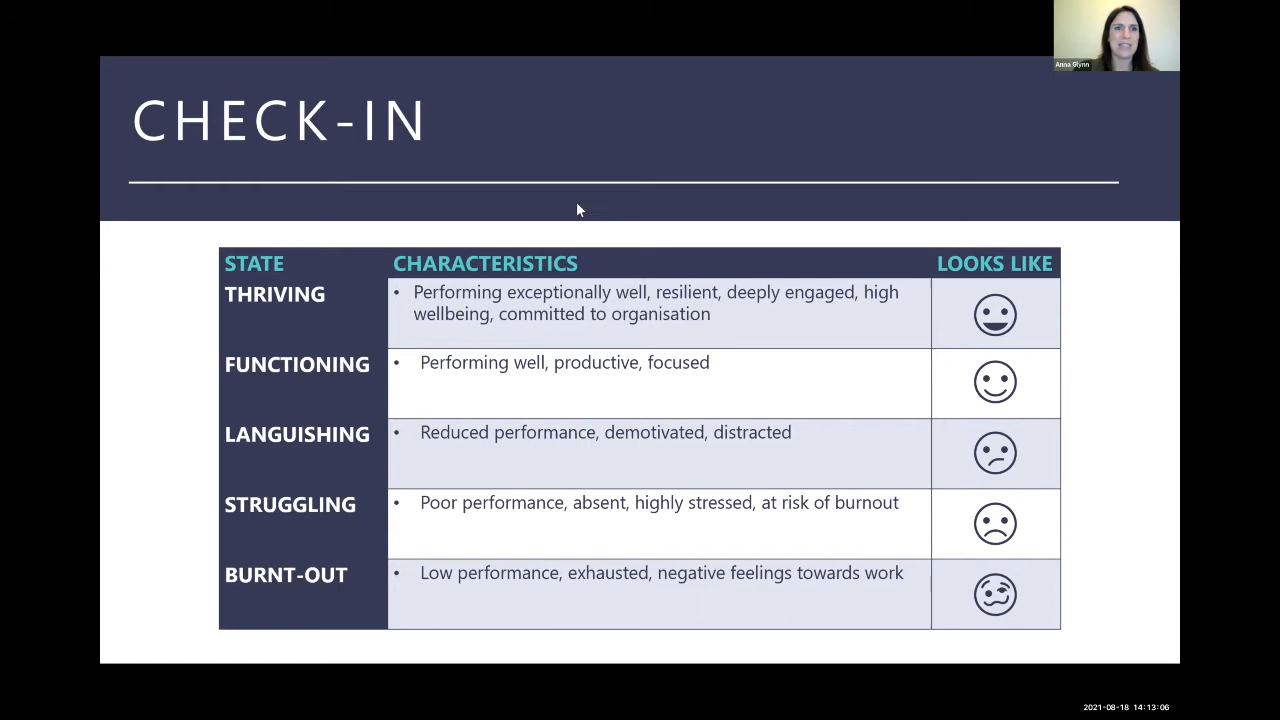 Anna Glynn
CHECK-IN
STATE CHARACTERISTICS LOOKS LIKE
THRIVING • Performing exceptionally well, resilient, deeply engaged, high
wellbeing, committed to organisation
FUNCTIONING • Performing well, productive, focused
LANGUISHING • Reduced performance, demotivated, distracted
STRUGGLING • Poor performance, absent, highly stressed, at risk of burnout
BURNT-OUT • Low performance, exhausted, negative feelings towards work
2021-08-18 14:13:06